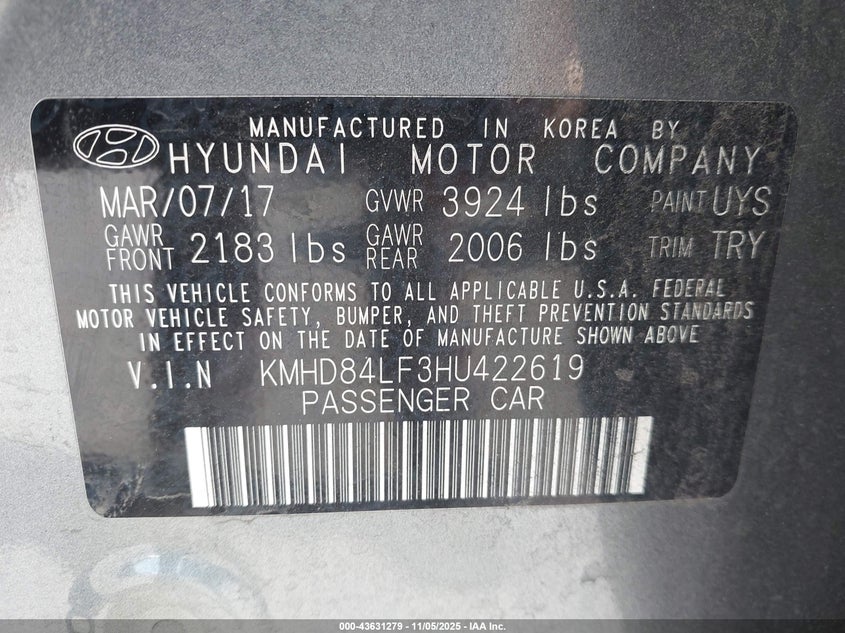 MANUFACTURED IN KOREA BY
HYUNDAI MOTOR COMPANY
MAR/07/17 GVWR 3924 lbs PAINT UYS
GAWR FRONT 2183 lbs GAWR REAR 2006 lbs TRIM TRY
THIS VEHICLE CONFORMS TO ALL APPLICABLE U.S.A. FEDERAL
MOTOR VEHICLE SAFETY, BUMPER, AND THEFT PREVENTION STANDARDS
IN EFFECT ON THE DATE OF MANUFACTURE SHOWN ABOVE
V.I.N KMHD84LF3HU422619
PASSENGER CAR
000-43631279 - 11/05/2025 - IAA Inc.